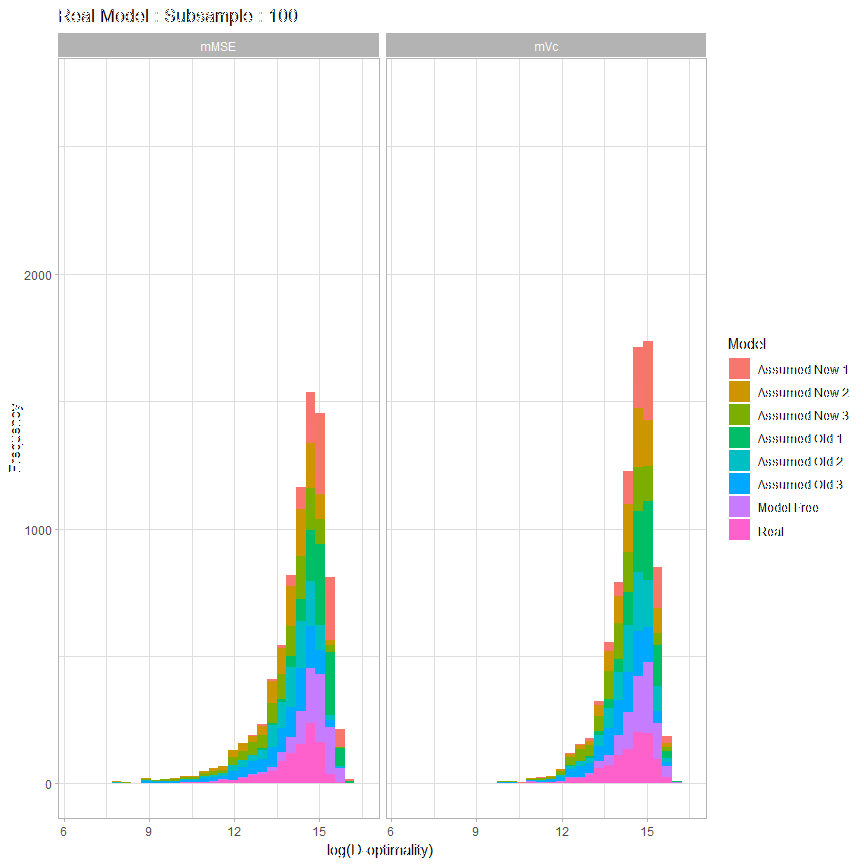 Real Model :: Subsample : 100
mMSE
mVc
2000
1000
0
Frequency
6 9 12 15
6 9 12 15
log(D-optimality)
Model
Assumed New 1
Assumed New 2
Assumed New 3
Assumed Old 1
Assumed Old 2
Assumed Old 3
Model Free
Real